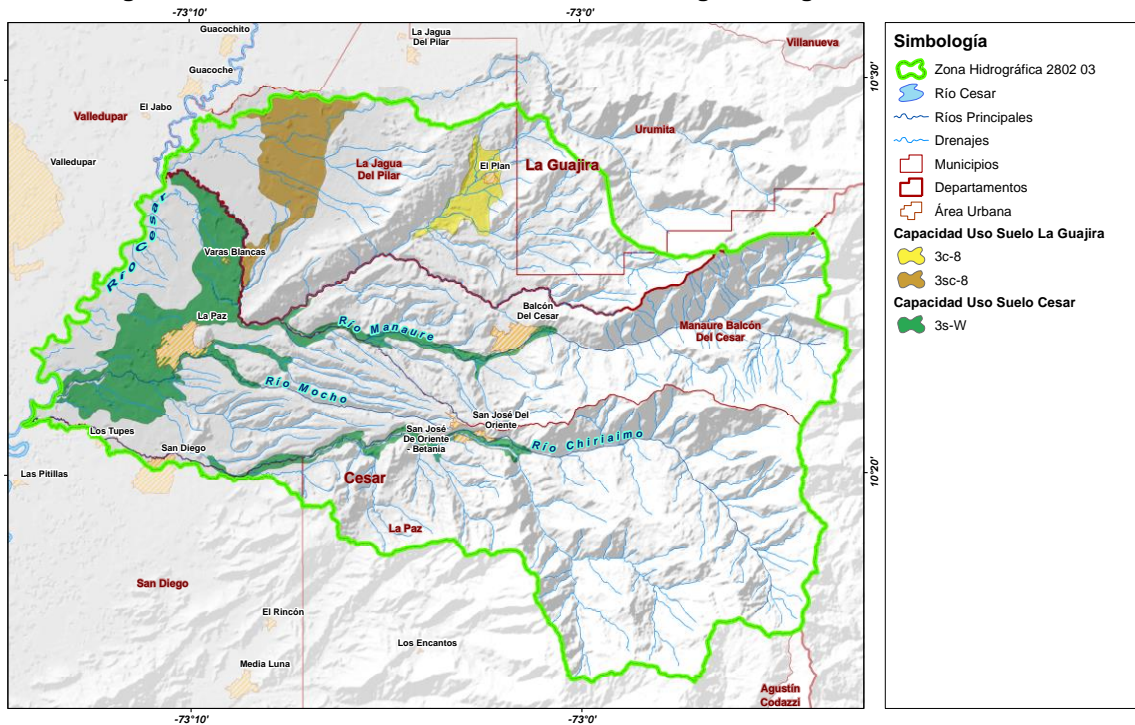 -73°10'
-73°0'
Guacochito
La Jagua
Del Pilar
Villanueva
Guacoche
10°30'
El Jabo
Valledupar
Urumita
Valledupar
La Jagua
Del Pilar
El Plan
La Guajira
Río Cesar
Varas Blancas
La Paz
Balcón
Del Cesar
Río Manaure
Manaure Balcón
Del Cesar
Río Mocho
San José Del
Oriente
San José
De Oriente
- Betania
Río Chiriaimo
Los Tupes
San Diego
Las Pitillas
Cesar
10°20'
La Paz
San Diego
El Rincón
Los Encantos
Media Luna
Agustín
Codazzi
-73°10'
-73°0'
Simbología
Zona Hidrográfica 2802 03
Río Cesar
Ríos Principales
Drenajes
Municipios
Departamentos
Área Urbana
Capacidad Uso Suelo La Guajira
3c-8
3sc-8
Capacidad Uso Suelo Cesar
3s-W